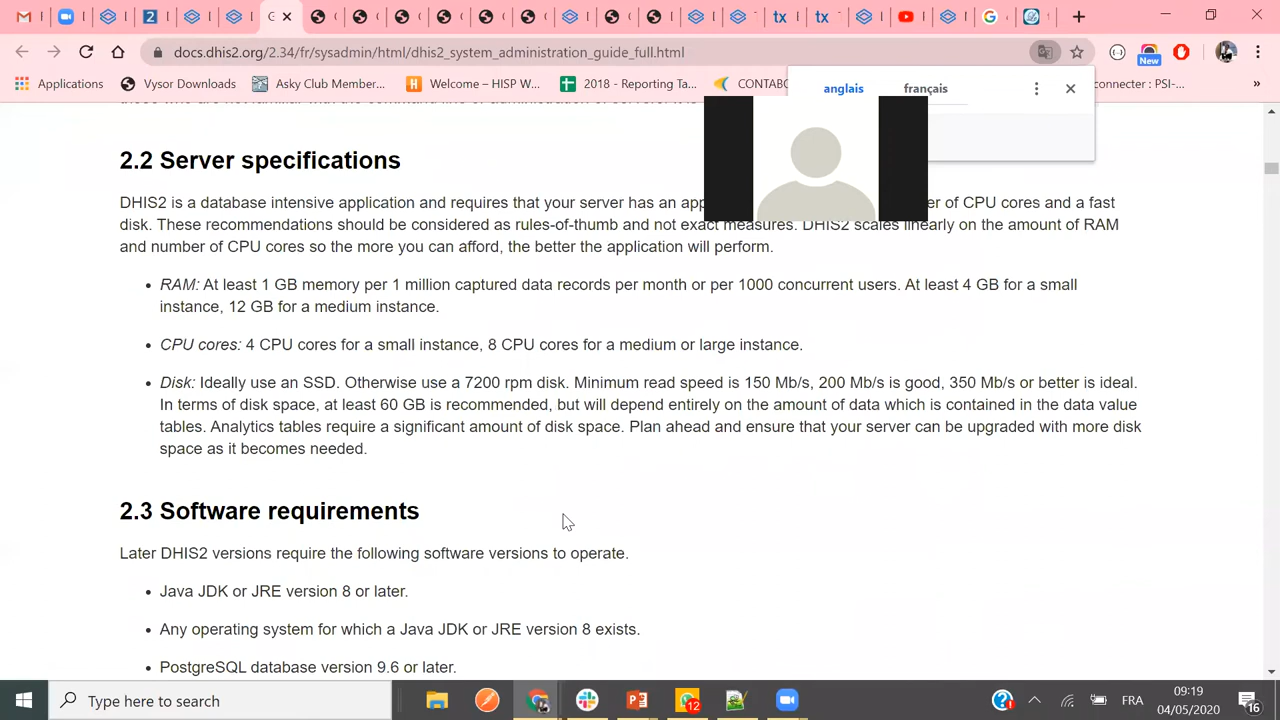 docs.dhis2.org/2.34/fr/sysadmin/html/dhis2_system_administration_guide_full.html
New
Applications
Vysor Downloads
Asky Club Member...
Welcome – HISP W...
2018 - Reporting Ta...
CONTABO
connecter : PSI-...
»
anglais
français
2.2 Server specifications
DHIS2 is a database intensive application and requires that your server has an app er of CPU cores and a fast
disk. These recommendations should be considered as rules-of-thumb and not exact measures. DHIS2 scales linearly on the amount of RAM
and number of CPU cores so the more you can afford, the better the application will perform.
• RAM: At least 1 GB memory per 1 million captured data records per month or per 1000 concurrent users. At least 4 GB for a small
instance, 12 GB for a medium instance.
• CPU cores: 4 CPU cores for a small instance, 8 CPU cores for a medium or large instance.
• Disk: Ideally use an SSD. Otherwise use a 7200 rpm disk. Minimum read speed is 150 Mb/s, 200 Mb/s is good, 350 Mb/s or better is ideal.
In terms of disk space, at least 60 GB is recommended, but will depend entirely on the amount of data which is contained in the data value
tables. Analytics tables require a significant amount of disk space. Plan ahead and ensure that your server can be upgraded with more disk
space as it becomes needed.
2.3 Software requirements
Later DHIS2 versions require the following software versions to operate.
• Java JDK or JRE version 8 or later.
• Any operating system for which a Java JDK or JRE version 8 exists.
• PostgreSQL database version 9.6 or later.
Type here to search
12
FRA
09:19
04/05/2020
16